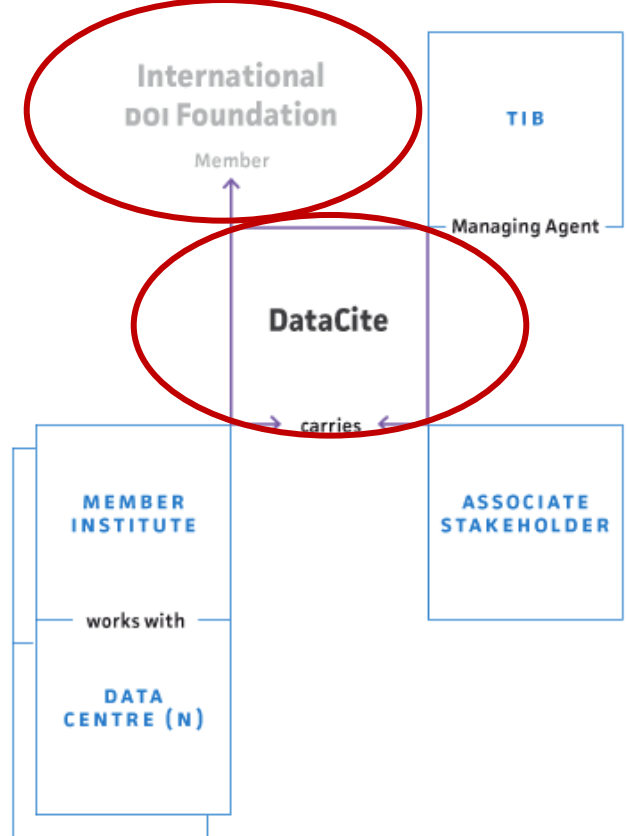 International
DOI Foundation
Member
TIB
Managing Agent
DataCite
carries
MEMBER
INSTITUTE
ASSOCIATE
STAKEHOLDER
works with
DATA
CENTRE (N)